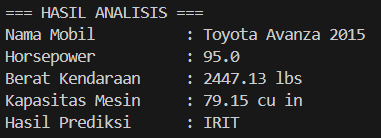 === HASIL ANALISIS ===
Nama Mobil : Toyota Avanza 2015
Horsepower : 95.0
Berat Kendaraan : 2447.13 lbs
Kapasitas Mesin : 79.15 cu in
Hasil Prediksi : IRIT